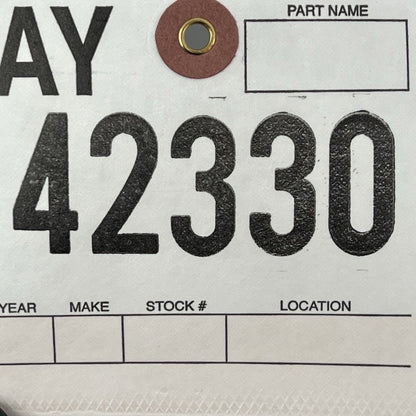 AY
PART NAME
42330
YEAR MAKE STOCK # LOCATION